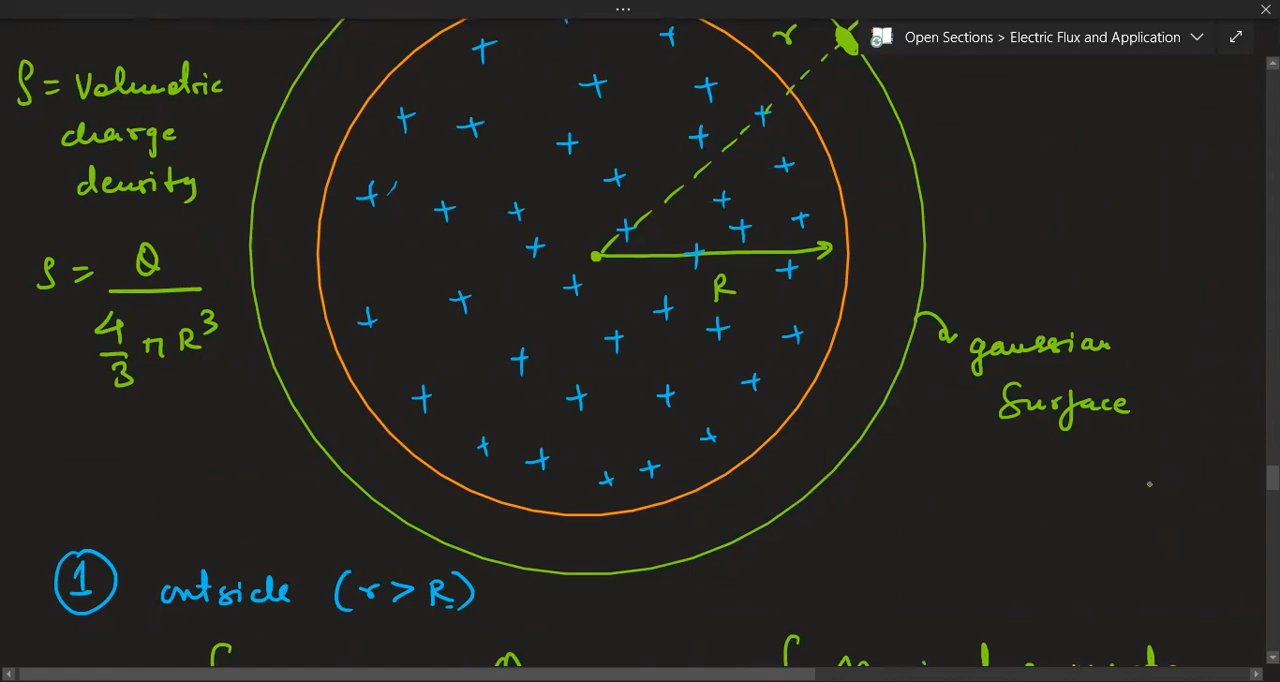 ...
Open Sections > Electric Flux and Application
r
ρ = Volumetric
charge
density
ρ = Q
4/3 π R³
R
gaussian
Surface
1 outside (r > R)